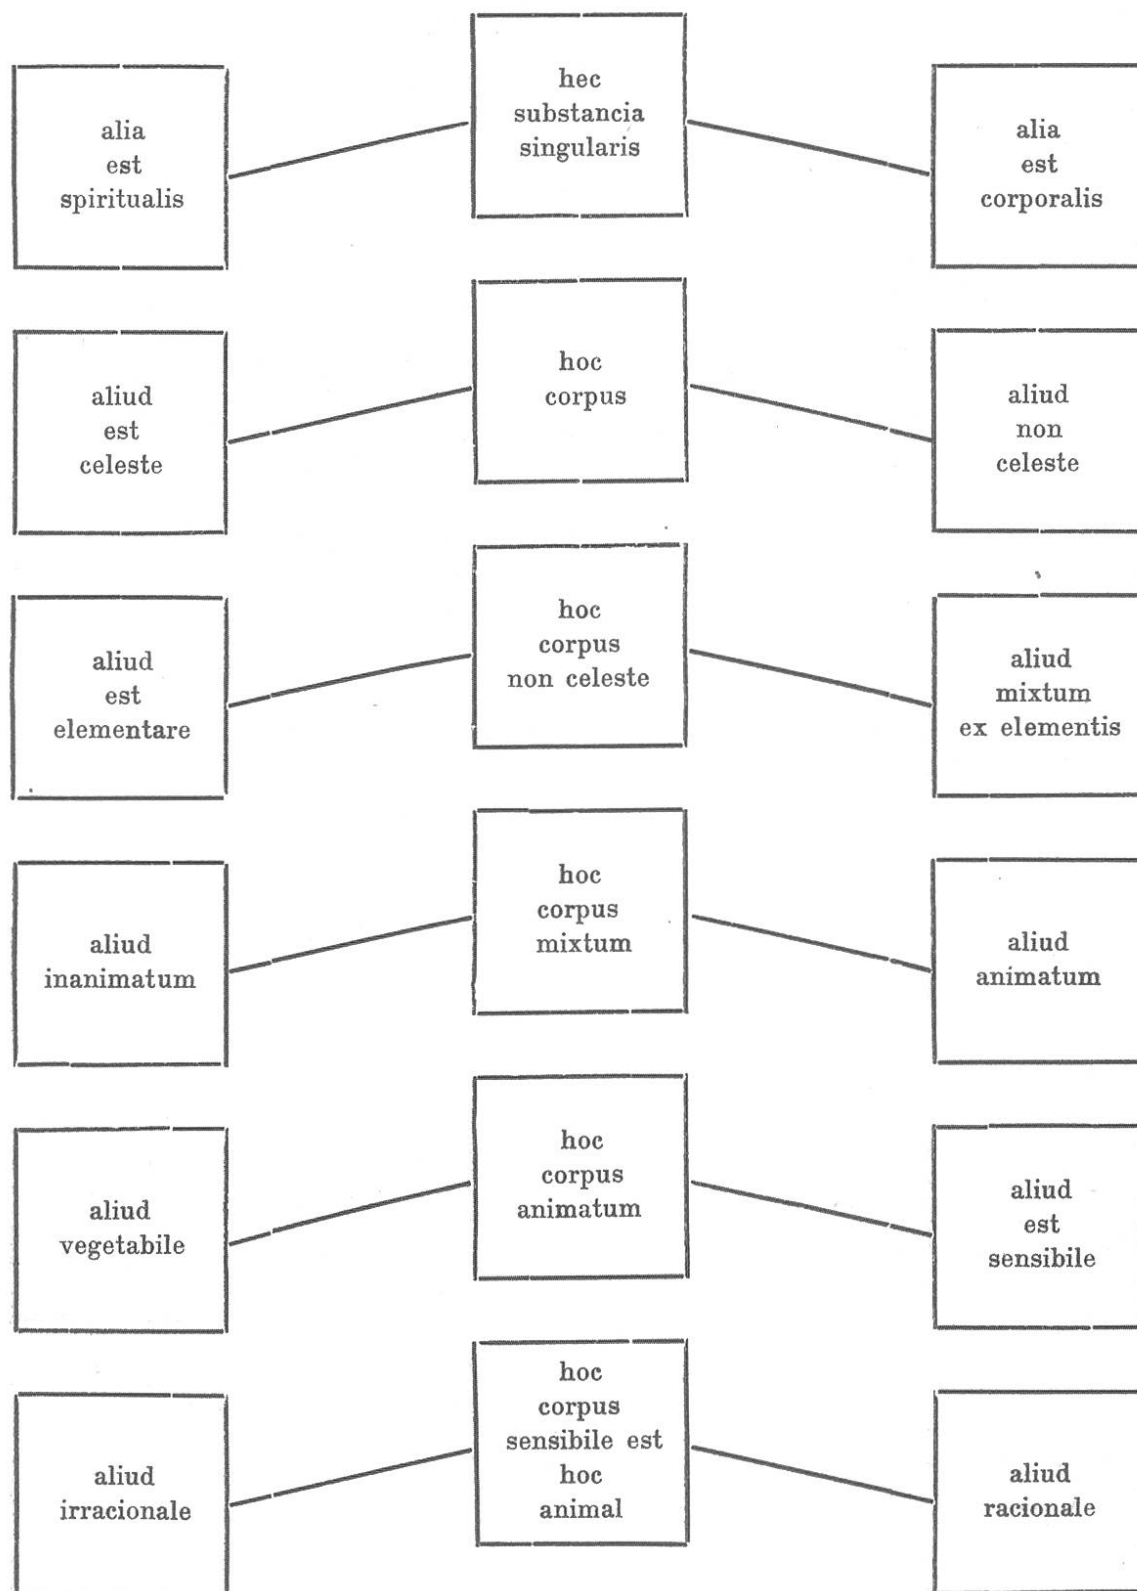 hec
substancia
singularis
alia
est
spiritualis
alia
est
corporalis
hoc
corpus
aliud
est
celeste
aliud
non
celeste
hoc
corpus
non celeste
aliud
est
elementare
aliud
mixtum
ex elementis
hoc
corpus
mixtum
aliud
inanimatum
aliud
animatum
hoc
corpus
animatum
aliud
vegetabile
aliud
est
sensibile
hoc
corpus
sensibile est
hoc
animal
aliud
irracionale
aliud
racionale